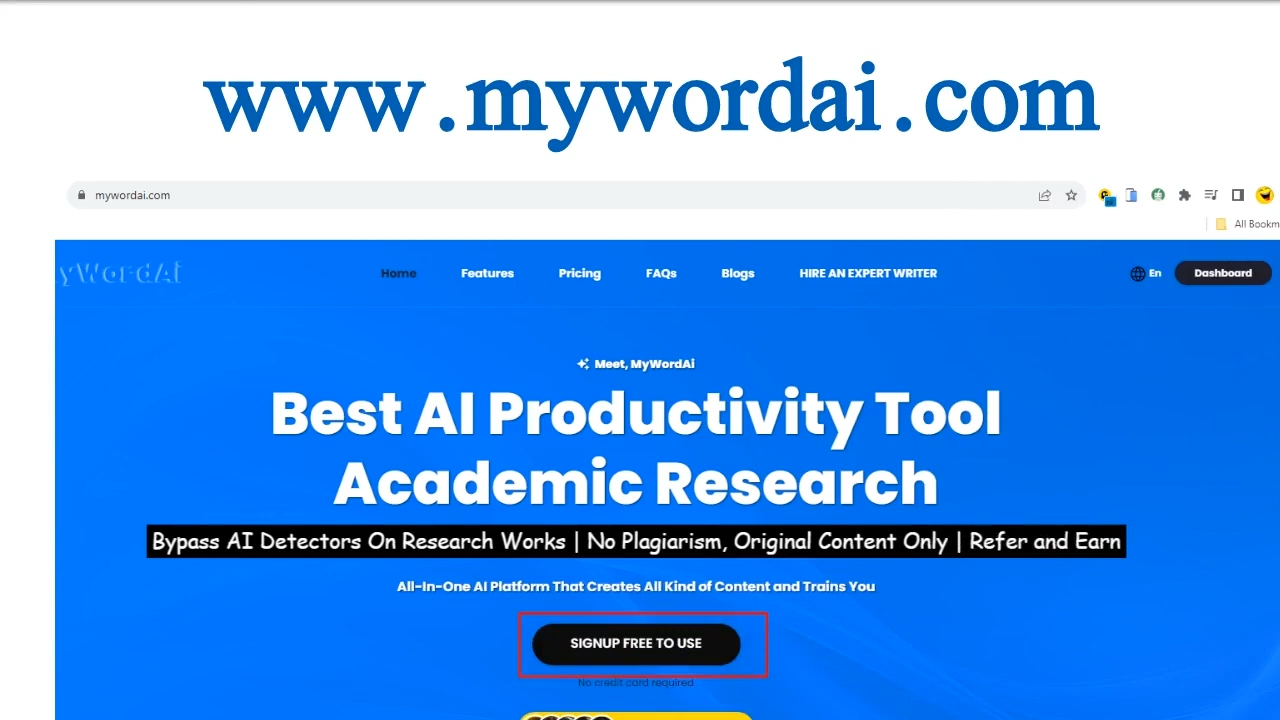 www.mywordai.com
mywordai.com
All Bookm
yWordAi
Home Features Pricing FAQs Blogs HIRE AN EXPERT WRITER En Dashboard
Meet, MyWordAi
Best AI Productivity Tool
Academic Research
Bypass AI Detectors On Research Works | No Plagiarism, Original Content Only | Refer and Earn
All-In-One AI Platform That Creates All Kind of Content and Trains You
SIGNUP FREE TO USE
No credit card required